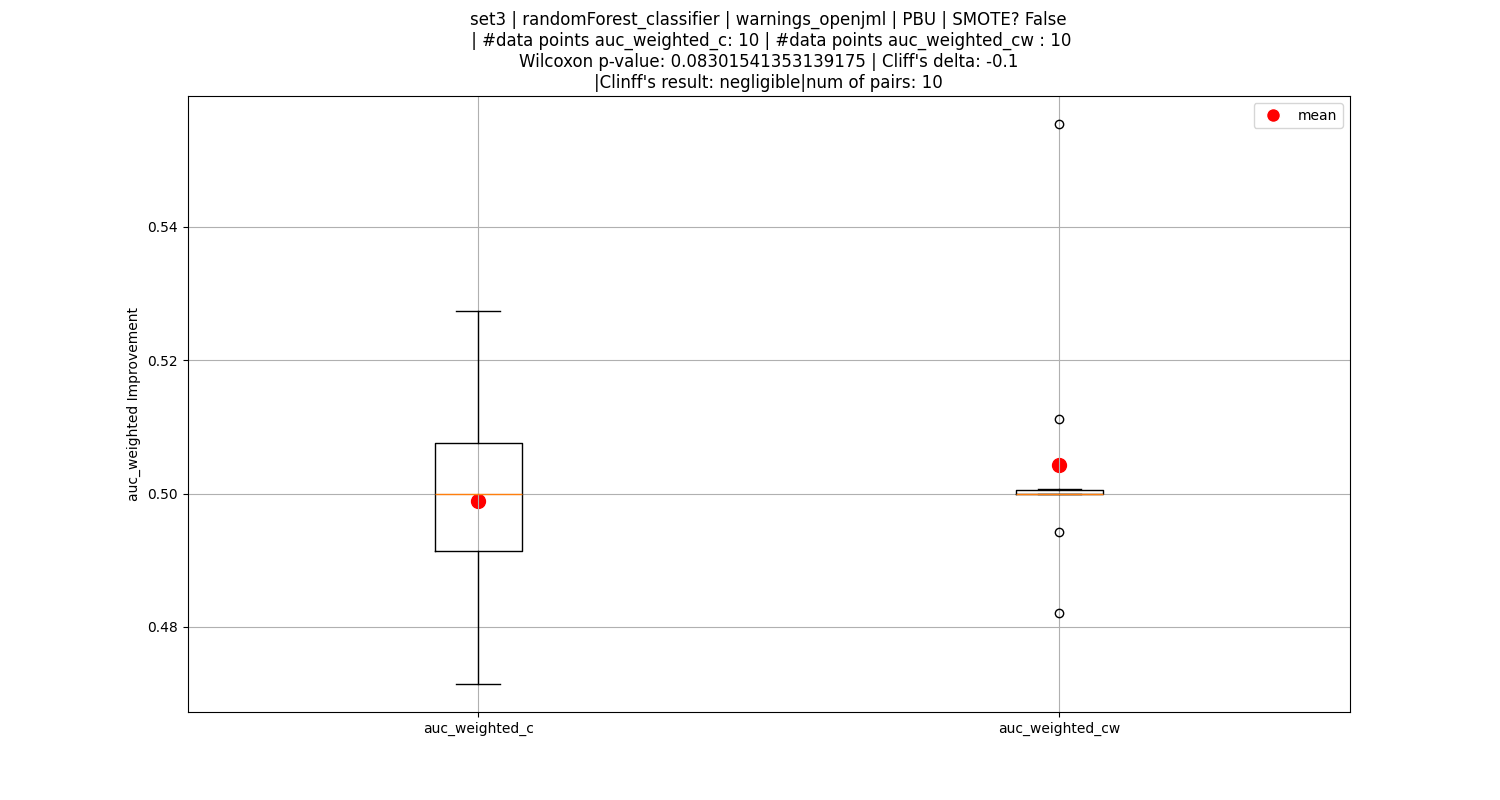 set3 | randomForest_classifier | warnings_openjml | PBU | SMOTE? False
| #data points auc_weighted_c: 10 | #data points auc_weighted_cw : 10
Wilcoxon p-value: 0.08301541353139175 | Cliff's delta: -0.1
|Clinff's result: negligible|num of pairs: 10
mean
auc_weighted Improvement
0.54
0.52
0.50
0.48
auc_weighted_c
auc_weighted_cw